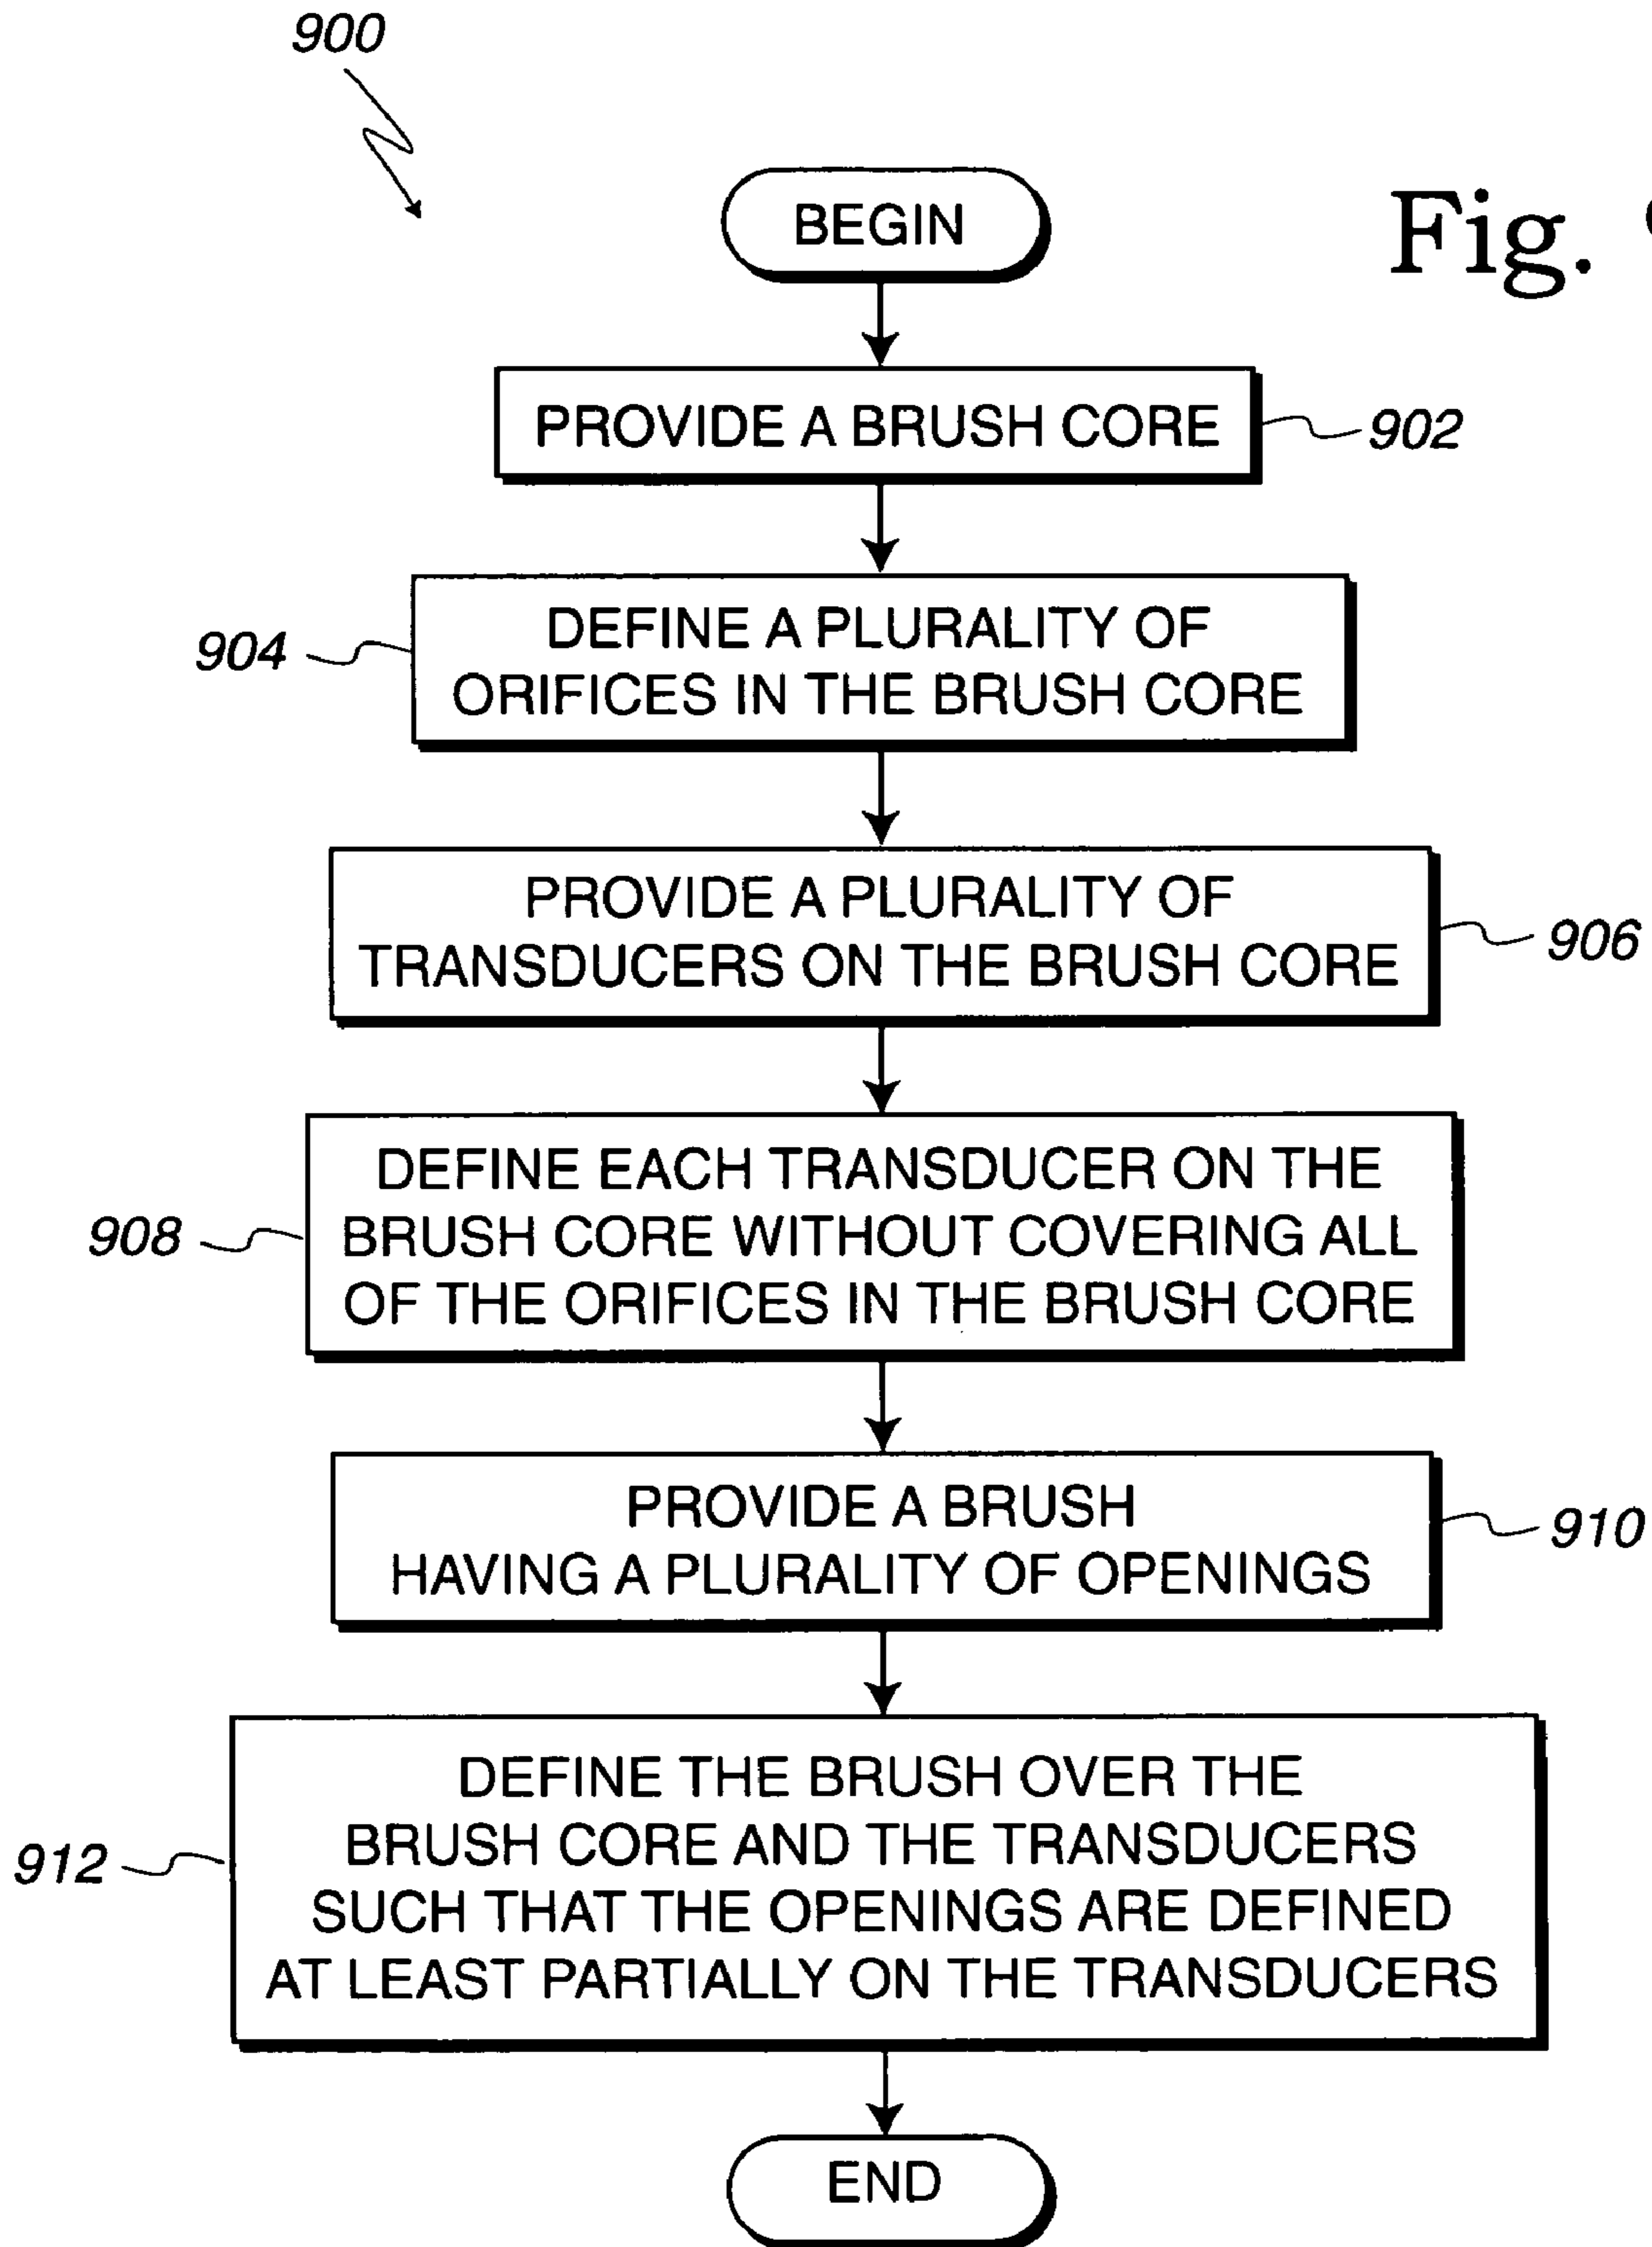 900
BEGIN
Fig.
PROVIDE A BRUSH CORE
902
DEFINE A PLURALITY OF
ORIFICES IN THE BRUSH CORE
904
PROVIDE A PLURALITY OF
TRANSDUCERS ON THE BRUSH CORE
906
DEFINE EACH TRANSDUCER ON THE
BRUSH CORE WITHOUT COVERING ALL
OF THE ORIFICES IN THE BRUSH CORE
908
PROVIDE A BRUSH
HAVING A PLURALITY OF OPENINGS
910
DEFINE THE BRUSH OVER THE
BRUSH CORE AND THE TRANSDUCERS
SUCH THAT THE OPENINGS ARE DEFINED
AT LEAST PARTIALLY ON THE TRANSDUCERS
912
END